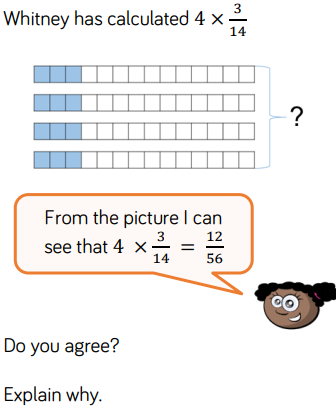 Whitney has calculated 4 × 3/14
?
From the picture I can
see that 4 × 3/14 = 12/56
Do you agree?
Explain why.